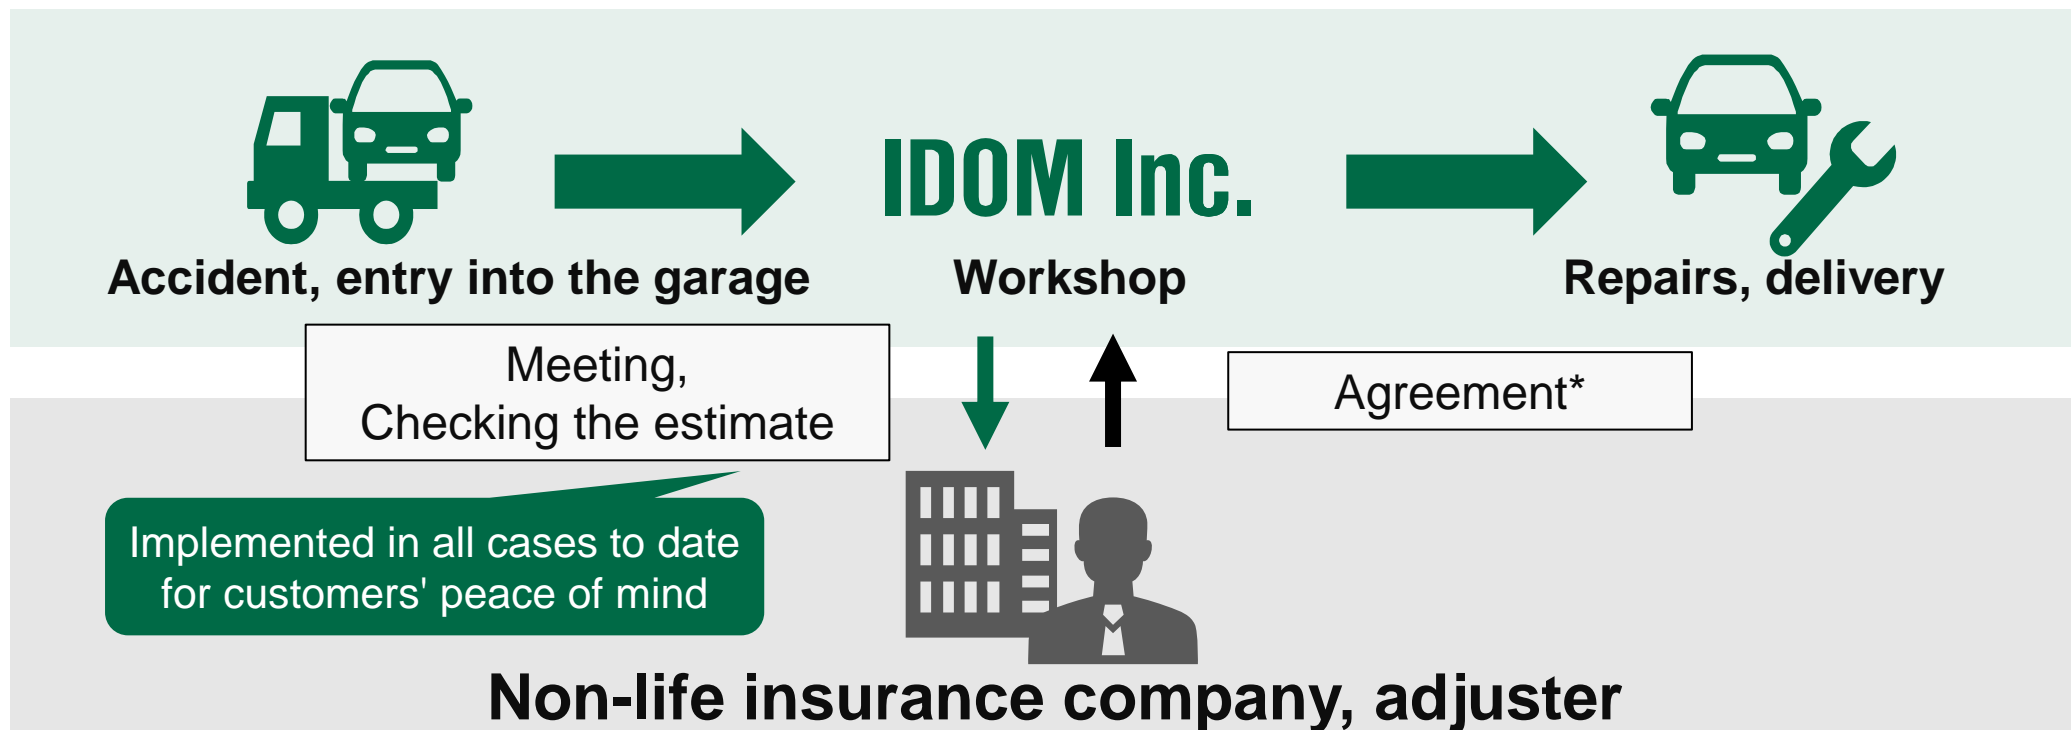 IDOM Inc.
Accident, entry into the garage
Workshop
Repairs, delivery
Meeting,
Checking the estimate
Agreement*
Implemented in all cases to date
for customers' peace of mind
Non-life insurance company, adjuster